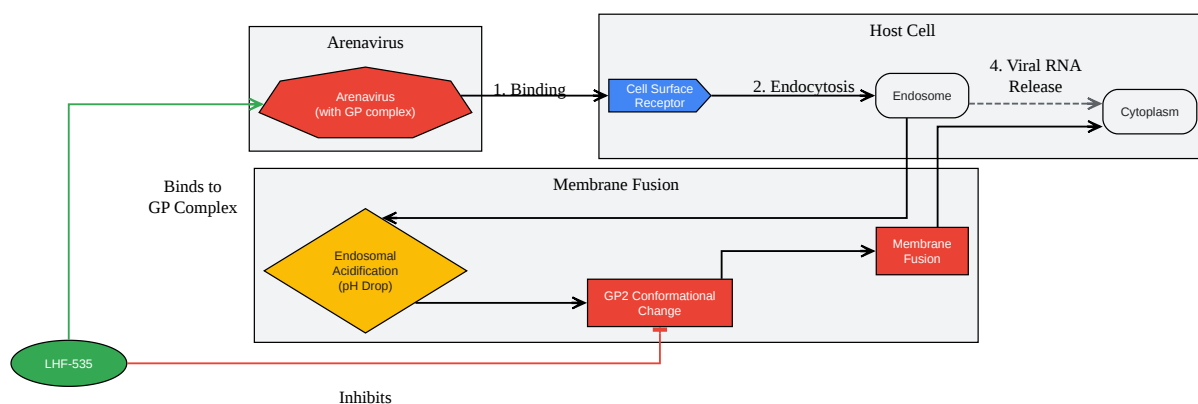 Arenavirus
Host Cell
Arenavirus
(with GP complex)
1. Binding
Cell Surface
Receptor
2. Endocytosis
Endosome
4. Viral RNA
Release
Cytoplasm
Binds to
GP Complex
Membrane Fusion
Endosomal
Acidification
(pH Drop)
GP2 Conformational
Change
Membrane
Fusion
LHF-535
Inhibits